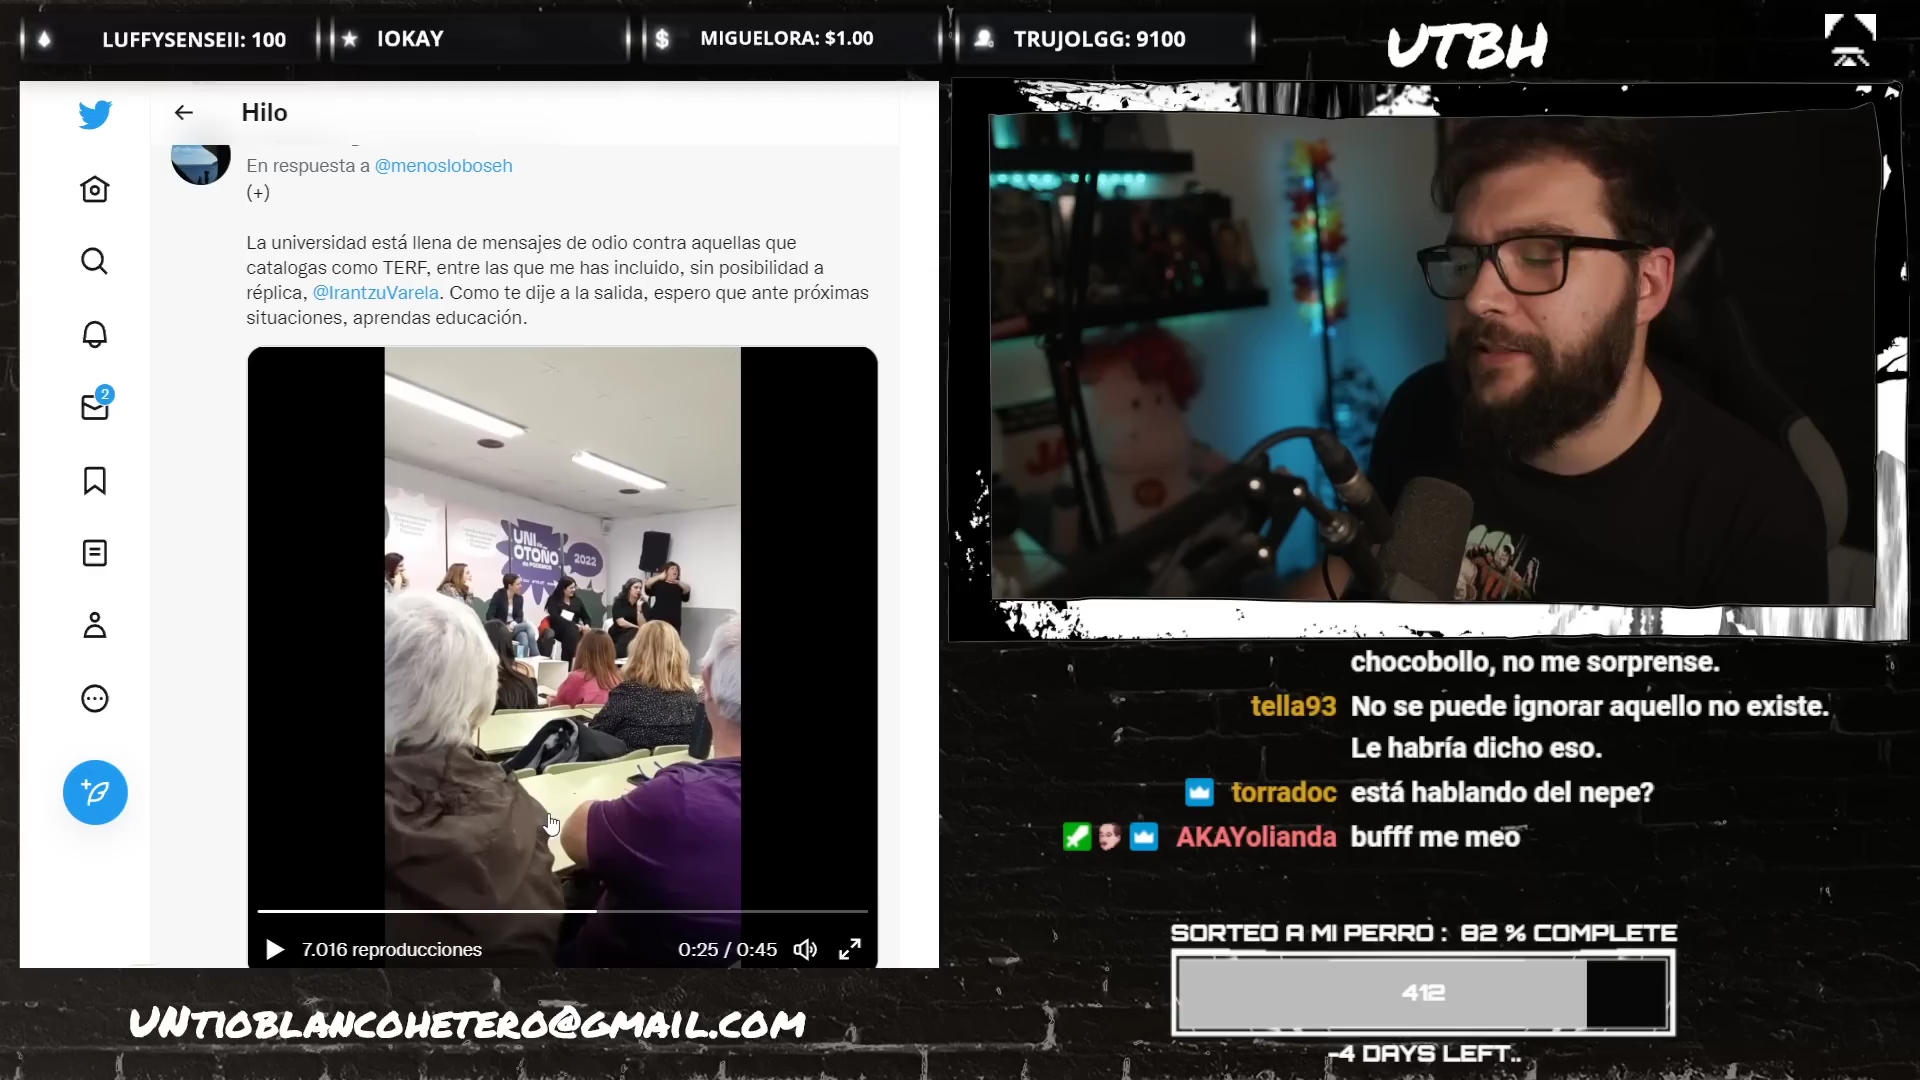 LUFFYSENSEII: 100
IOKAY
MIGUELORA: $1.00
TRUJOLGG: 9100
UTBH
Hilo
En respuesta a @menosloboseh
(+)
La universidad está llena de mensajes de odio contra aquellas que
catalogas como TERF, entre las que me has incluido, sin posibilidad a
réplica, @IrantzuVarela. Como te dije a la salida, espero que ante próximas
situaciones, aprendas educación.
2
UNI de
OTOÑO
de PODEMOS
2022
JA
7.016 reproducciones
0:25 / 0:45
chocobollo, no me sorprense.
tella93 No se puede ignorar aquello no existe.
Le habría dicho eso.
torradoc está hablando del nepe?
AKAYolianda bufff me meo
SORTEO A MI PERRO : 82 % COMPLETE
412
-4 DAYS LEFT..
UNTIOBLANCOHETERO@GMAIL.COM